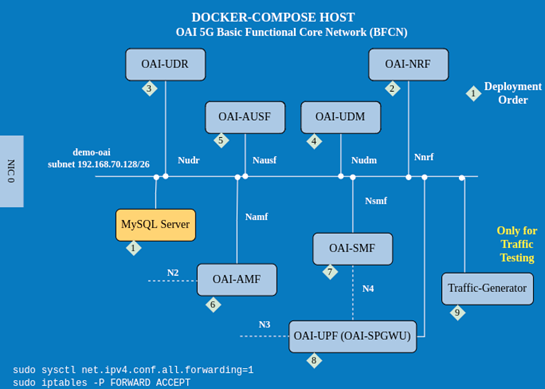 DOCKER-COMPOSE HOST
OAI 5G Basic Functional Core Network (BFCN)
OAI-UDR
OAI-NRF
3
2
1
Deployment
Order
OAI-AUSF
OAI-UDM
5
4
demo-oai
subnet 192.168.70.128/26
Nudr
Nausf
Nudm
Nnrf
NIC 0
Nsmf
Namf
MySQL Server
1
OAI-SMF
7
Only for
Traffic
Testing
N2
OAI-AMF
6
N4
Traffic-Generator
9
N3
OAI-UPF (OAI-SPGWU)
8
sudo sysctl net.ipv4.conf.all.forwarding=1
sudo iptables -P FORWARD ACCEPT